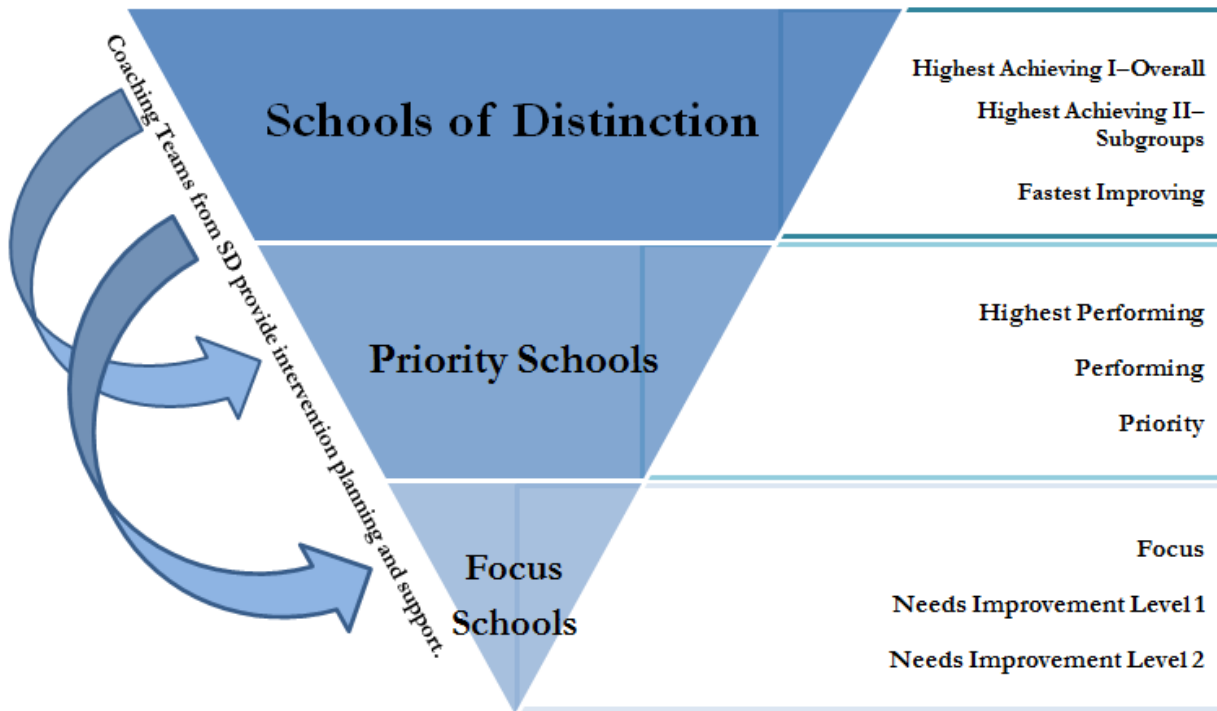 Coaching Teams from SD provide intervention planning and support.
Schools of Distinction
Highest Achieving I–Overall
Highest Achieving II–
Subgroups
Fastest Improving
Priority Schools
Highest Performing
Performing
Priority
Focus
Schools
Focus
Needs Improvement Level 1
Needs Improvement Level 2